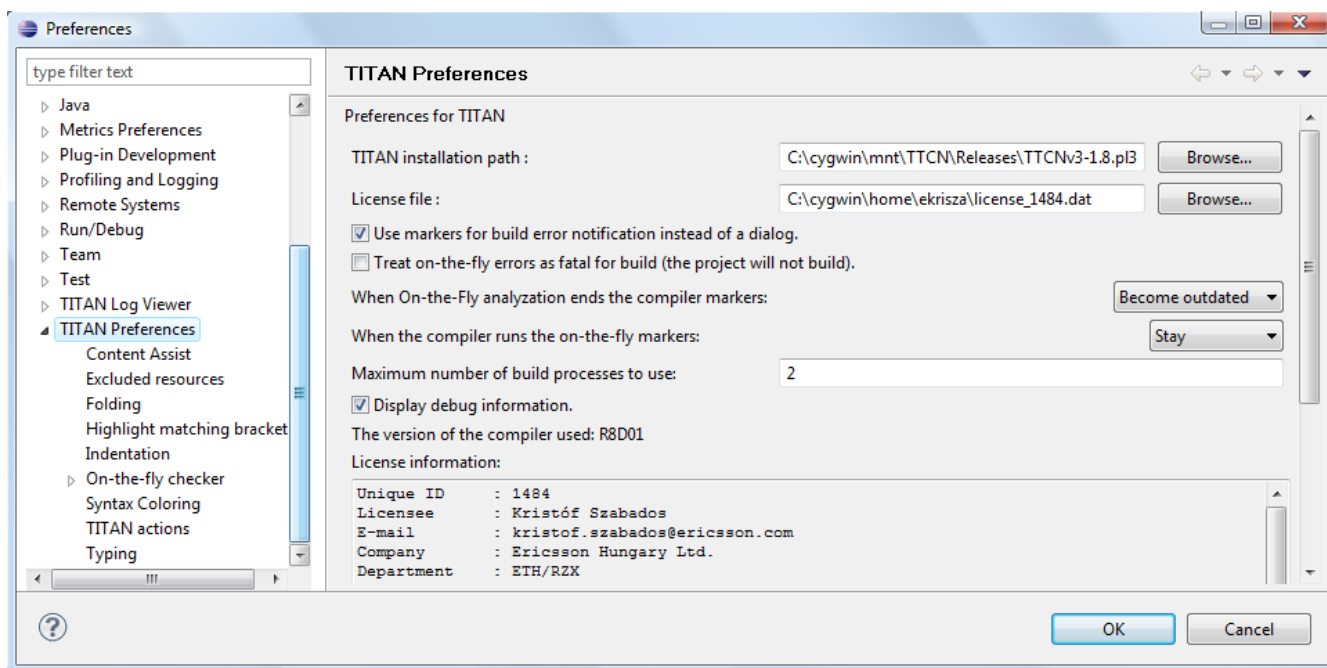 Preferences
type filter text
Java
Metrics Preferences
Plug-in Development
Profiling and Logging
Remote Systems
Run/Debug
Team
Test
TITAN Log Viewer
TITAN Preferences
Content Assist
Excluded resources
Folding
Highlight matching bracket
Indentation
On-the-fly checker
Syntax Coloring
TITAN actions
Typing
TITAN Preferences
Preferences for TITAN
TITAN installation path : C:\cygwin\mnt\TTCN\Releases\TTCNv3-1.8.pl3 Browse...
License file : C:\cygwin\home\ekrisza\license_1484.dat Browse...
Use markers for build error notification instead of a dialog.
Treat on-the-fly errors as fatal for build (the project will not build).
When On-the-Fly analyzation ends the compiler markers: Become outdated
When the compiler runs the on-the-fly markers: Stay
Maximum number of build processes to use: 2
Display debug information.
The version of the compiler used: R8D01
License information:
Unique ID : 1484
Licensee : Kristóf Szabados
E-mail : kristof.szabados@ericsson.com
Company : Ericsson Hungary Ltd.
Department : ETH/RZX
?
OK Cancel